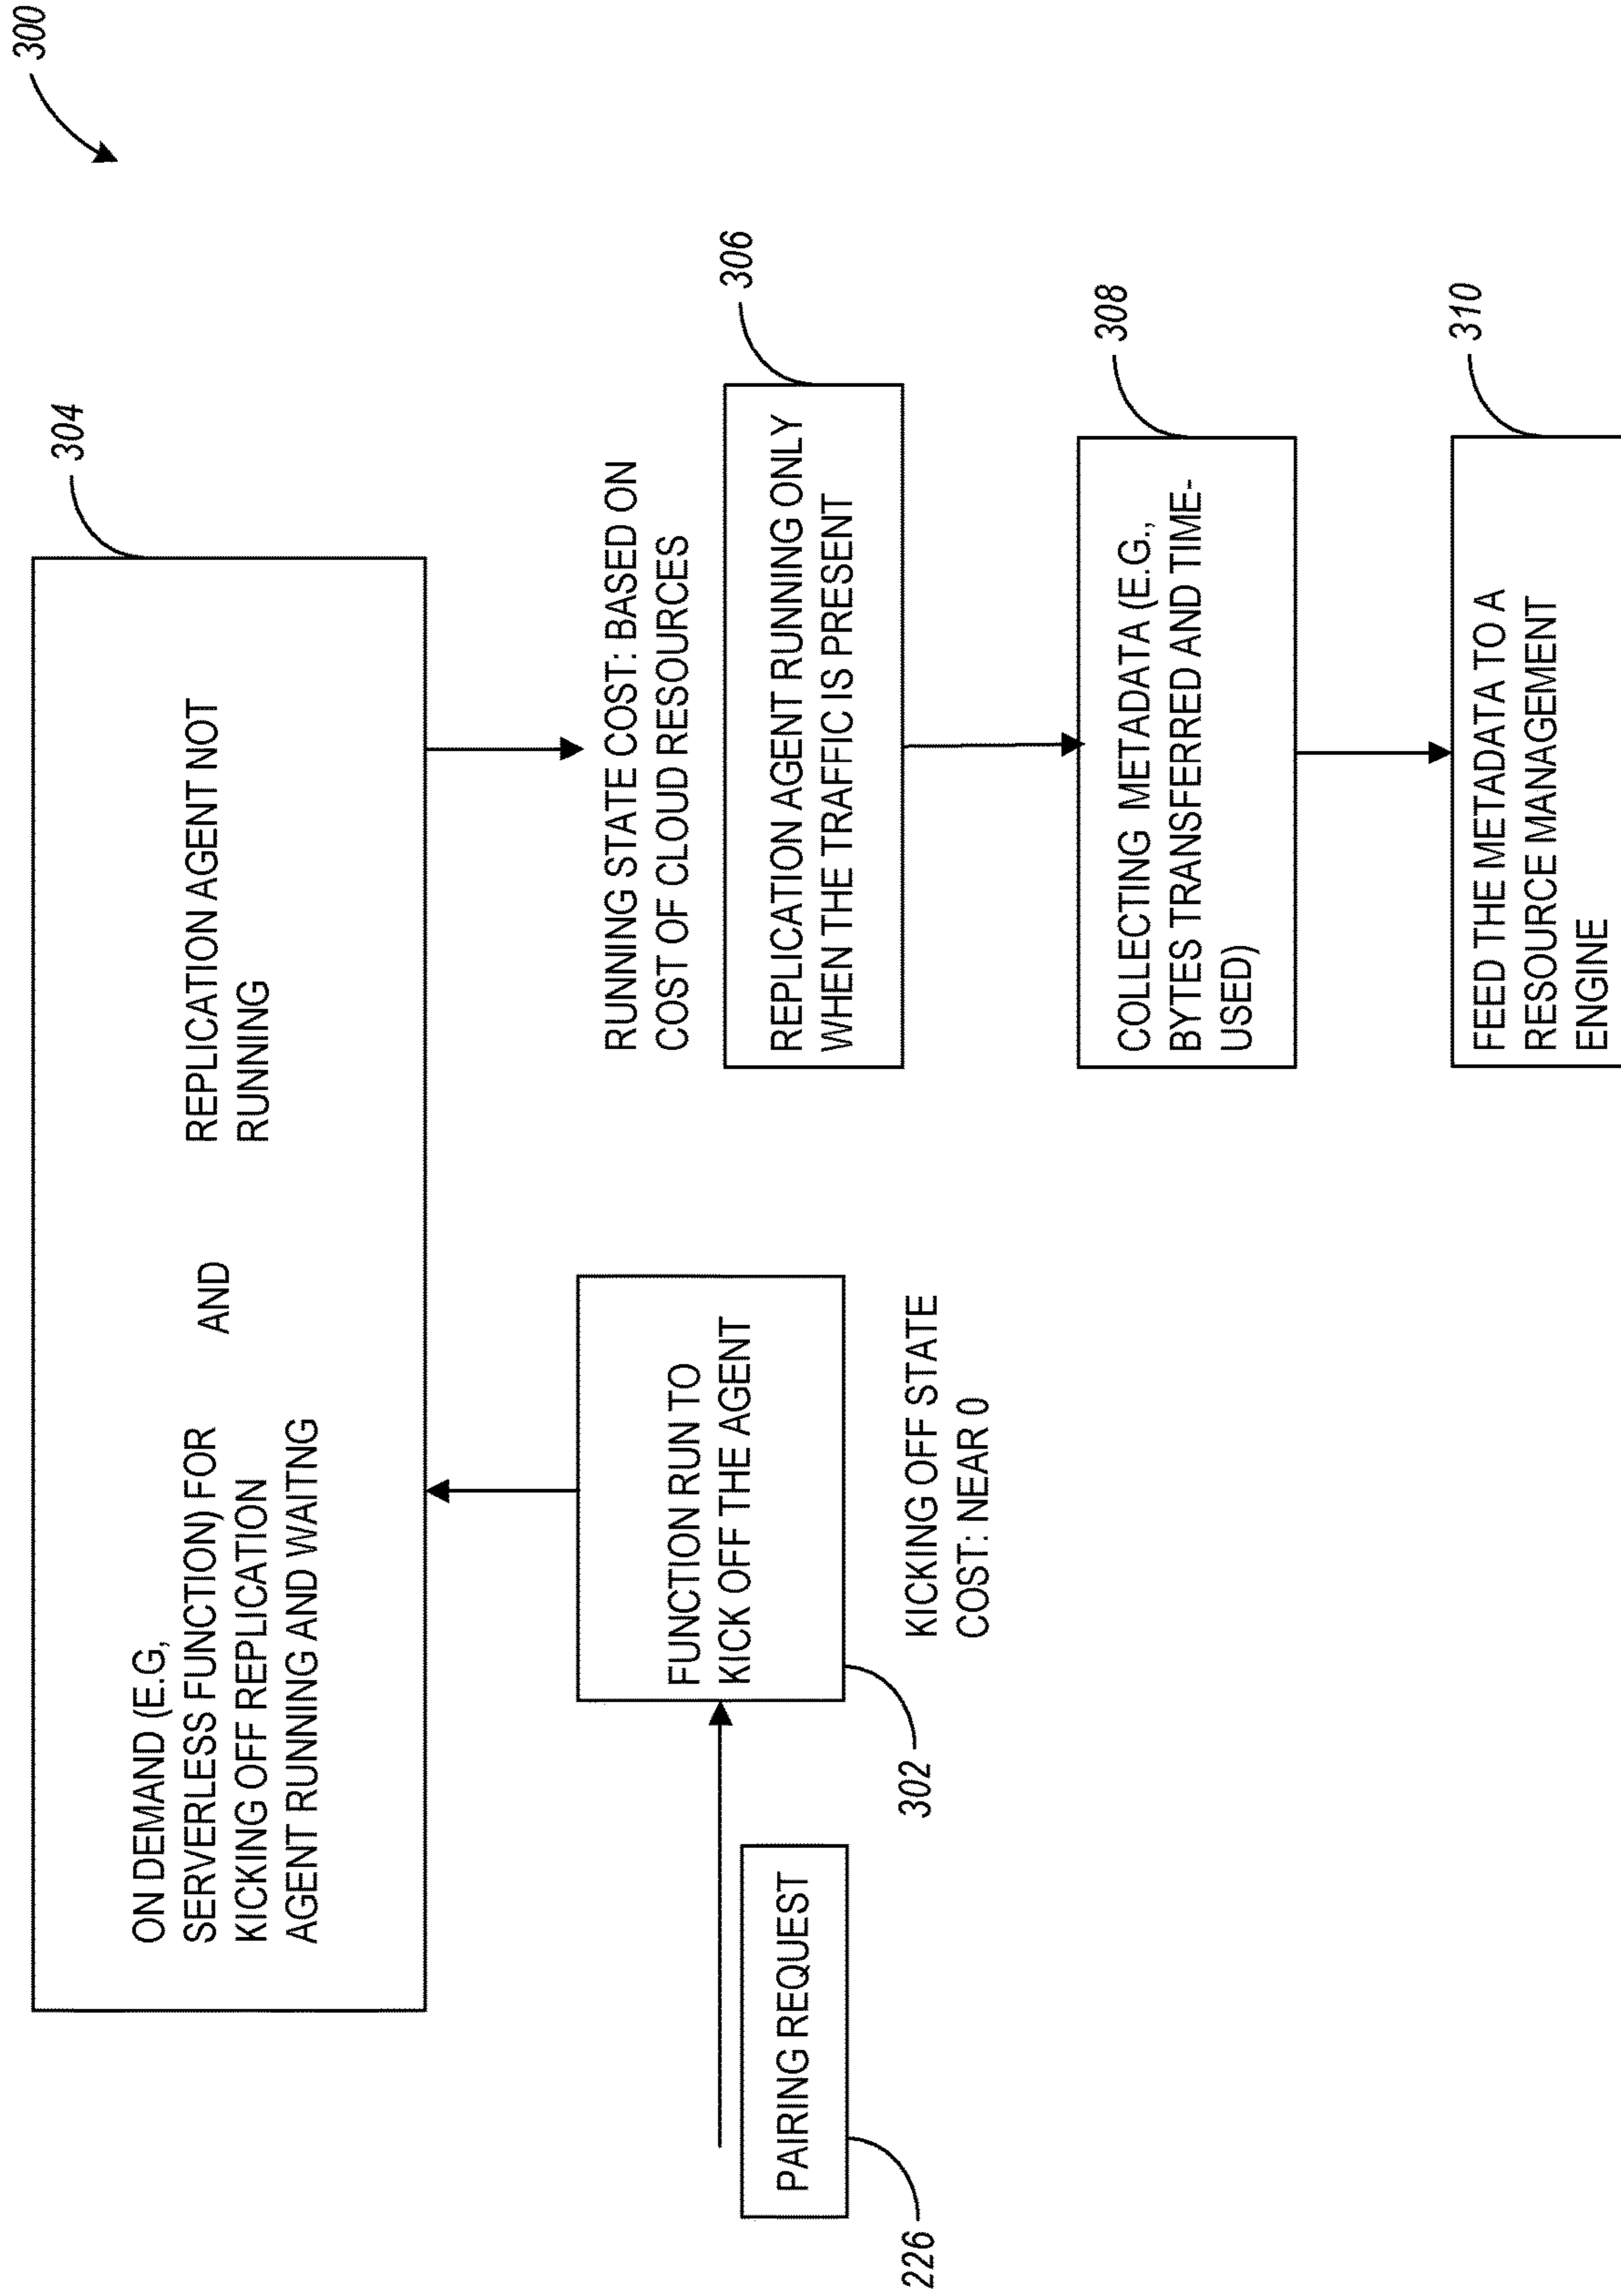 300
304
ON DEMAND (E.G,
SERVERLESS FUNCTION) FOR
KICKING OFF REPLICATION
AGENT RUNNING AND WAITNG
AND
REPLICATION AGENT NOT
RUNNING
PAIRING REQUEST
226
FUNCTION RUN TO
KICK OFF THE AGENT
302
KICKING OFF STATE
COST: NEAR 0
RUNNING STATE COST: BASED ON
COST OF CLOUD RESOURCES
306
REPLICATION AGENT RUNNING ONLY
WHEN THE TRAFFIC IS PRESENT
308
COLLECTING METADATA (E.G.,
BYTES TRANSFERRED AND TIME-
USED)
310
FEED THE METADATA TO A
RESOURCE MANAGEMENT
ENGINE